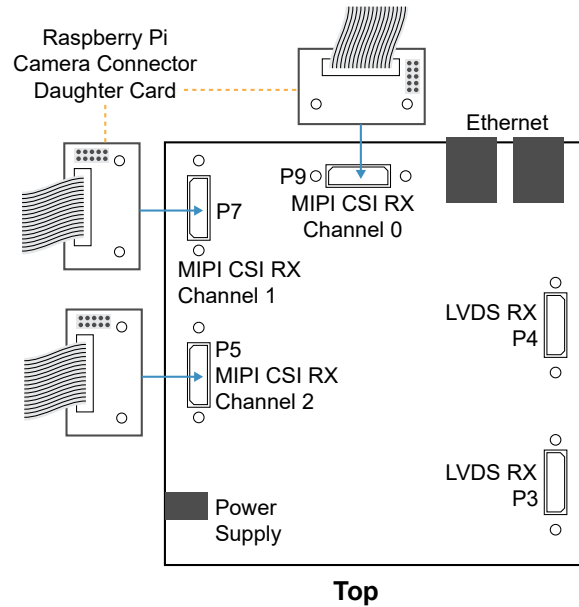 Raspberry Pi
Camera Connector
Daughter Card
Ethernet
P9
MIPI CSI RX
Channel 0
P7
MIPI CSI RX
Channel 1
LVDS RX
P4
P5
MIPI CSI RX
Channel 2
LVDS RX
P3
Power
Supply
Top